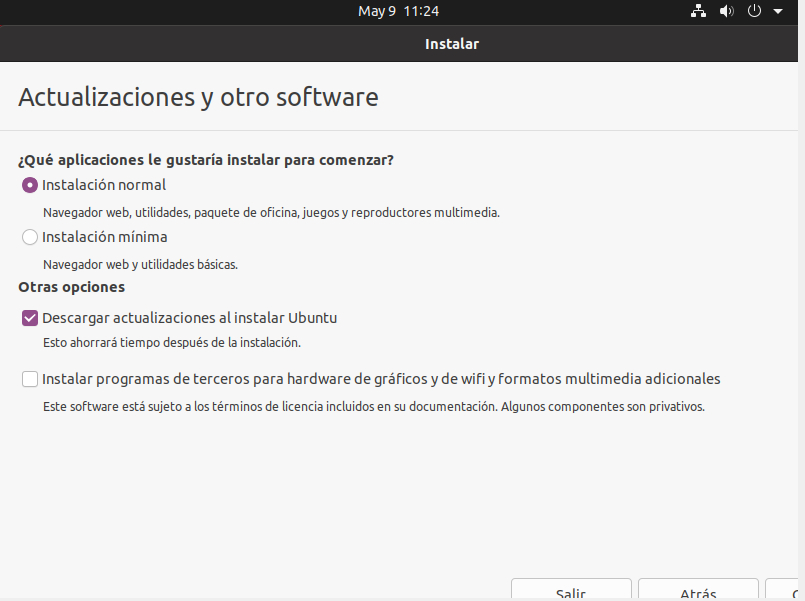 May 9 11:24
Instalar
Actualizaciones y otro software
¿Qué aplicaciones le gustaría instalar para comenzar?
Instalación normal
Navegador web, utilidades, paquete de oficina, juegos y reproductores multimedia.
Instalación mínima
Navegador web y utilidades básicas.
Otras opciones
Descargar actualizaciones al instalar Ubuntu
Esto ahorrará tiempo después de la instalación.
Instalar programas de terceros para hardware de gráficos y de wifi y formatos multimedia adicionales
Este software está sujeto a los términos de licencia incluidos en su documentación. Algunos componentes son privativos.
Salir Atrás